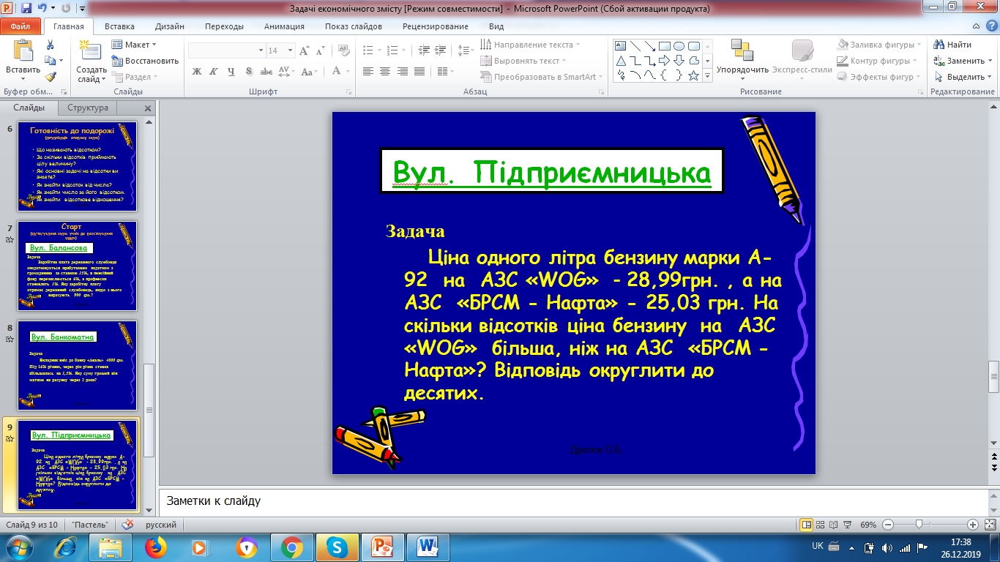 Задачі економічного змісту [Режим совместимости] - Microsoft PowerPoint (Сбой активации продукта)
Файл Главная Вставка Дизайн Переходы Анимация Показ слайдов Рецензирование Вид
Вставить
Буфер обм...
Создать слайд
Макет
Восстановить
Раздел
Слайды
14
Ж К Ч S abc AV Aa A
Шрифт
Абзац
Направление текста
Выровнять текст
Преобразовать в SmartArt
Упорядочить
Экспресс-стили
Заливка фигуры
Контур фигуры
Эффекты фигур
Рисование
Найти
Заменить
Выделить
Редактирование
Слайды Структура
6
Готовність до подорожі
Що називають відсотком?
За скільки відсотків приймають
цілу величину?
Які основні задачі на відсотки ви
знаєте?
Як знайти відсоток від числа?
Як знайти число за його відсотком.
Як знайти відсоткове відношення?
7
Старт
Вул. Балансова
Задача
Заробітна плата державного службовця
оподатковується прибутковим податком з
громадянина за ставкою 15%, в пенсійний
фонд перечислюється 6%, а профвнески
становлять 1%. Яку заробітну плату
отримає державний службовець, якщо з нього
вирахують 990 грн.?
8
Вул. Банкоматна
Задача
Вкладник вніс до банку «Аваль» 4000 грн.
Під 16% річних, через рік річна ставка
збільшилась на 1,5%. Яку суму грошей він
матиме на рахунку через 2 роки?
9
Вул. Підприємницька
Задача
Ціна одного літра бензину марки А-
92 на АЗС «WOG» - 28,99грн. , а на
АЗС «БРСМ - Нафта» - 25,03 грн. На
скільки відсотків ціна бензину на АЗС
«WOG» більша, ніж на АЗС «БРСМ -
Нафта»? Відповідь округлити до
десятих.
Вул. Підприємницька
Задача
Ціна одного літра бензину марки А-
92 на АЗС «WOG» - 28,99грн. , а на
АЗС «БРСМ - Нафта» - 25,03 грн. На
скільки відсотків ціна бензину на АЗС
«WOG» більша, ніж на АЗС «БРСМ -
Нафта»? Відповідь округлити до
десятих.
Заметки к слайду
Слайд 9 из 10 "Пастель" русский 69%
UK 17:38
26.12.2019